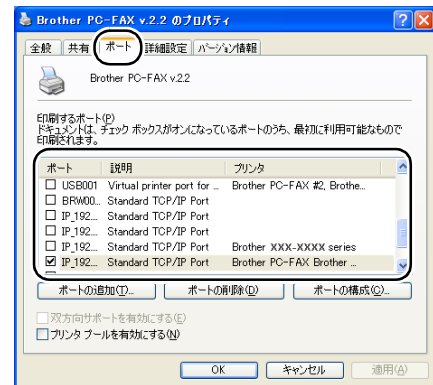 Brother PC-FAX v.2.2 のプロパティ
全般 共有 ポート 詳細設定 バージョン情報
Brother PC-FAX v.2.2
印刷するポート(P)
ドキュメントは、チェック ボックスがオンになっているポートのうち、最初に利用可能なもので
印刷されます。
ポート 説明 プリンタ
USB001 Virtual printer port for ... Brother PC-FAX #2, Brothe...
BRW00... Standard TCP/IP Port
IP_192... Standard TCP/IP Port
IP_192... Standard TCP/IP Port
IP_192... Standard TCP/IP Port Brother XXX-XXXX series
IP_192... Standard TCP/IP Port Brother PC-FAX Brother ...
ポートの追加(T)... ポートの削除(D) ポートの構成(C)...
双方向サポートを有効にする(E)
プリンタ プールを有効にする(N)
OK キャンセル 適用(A)